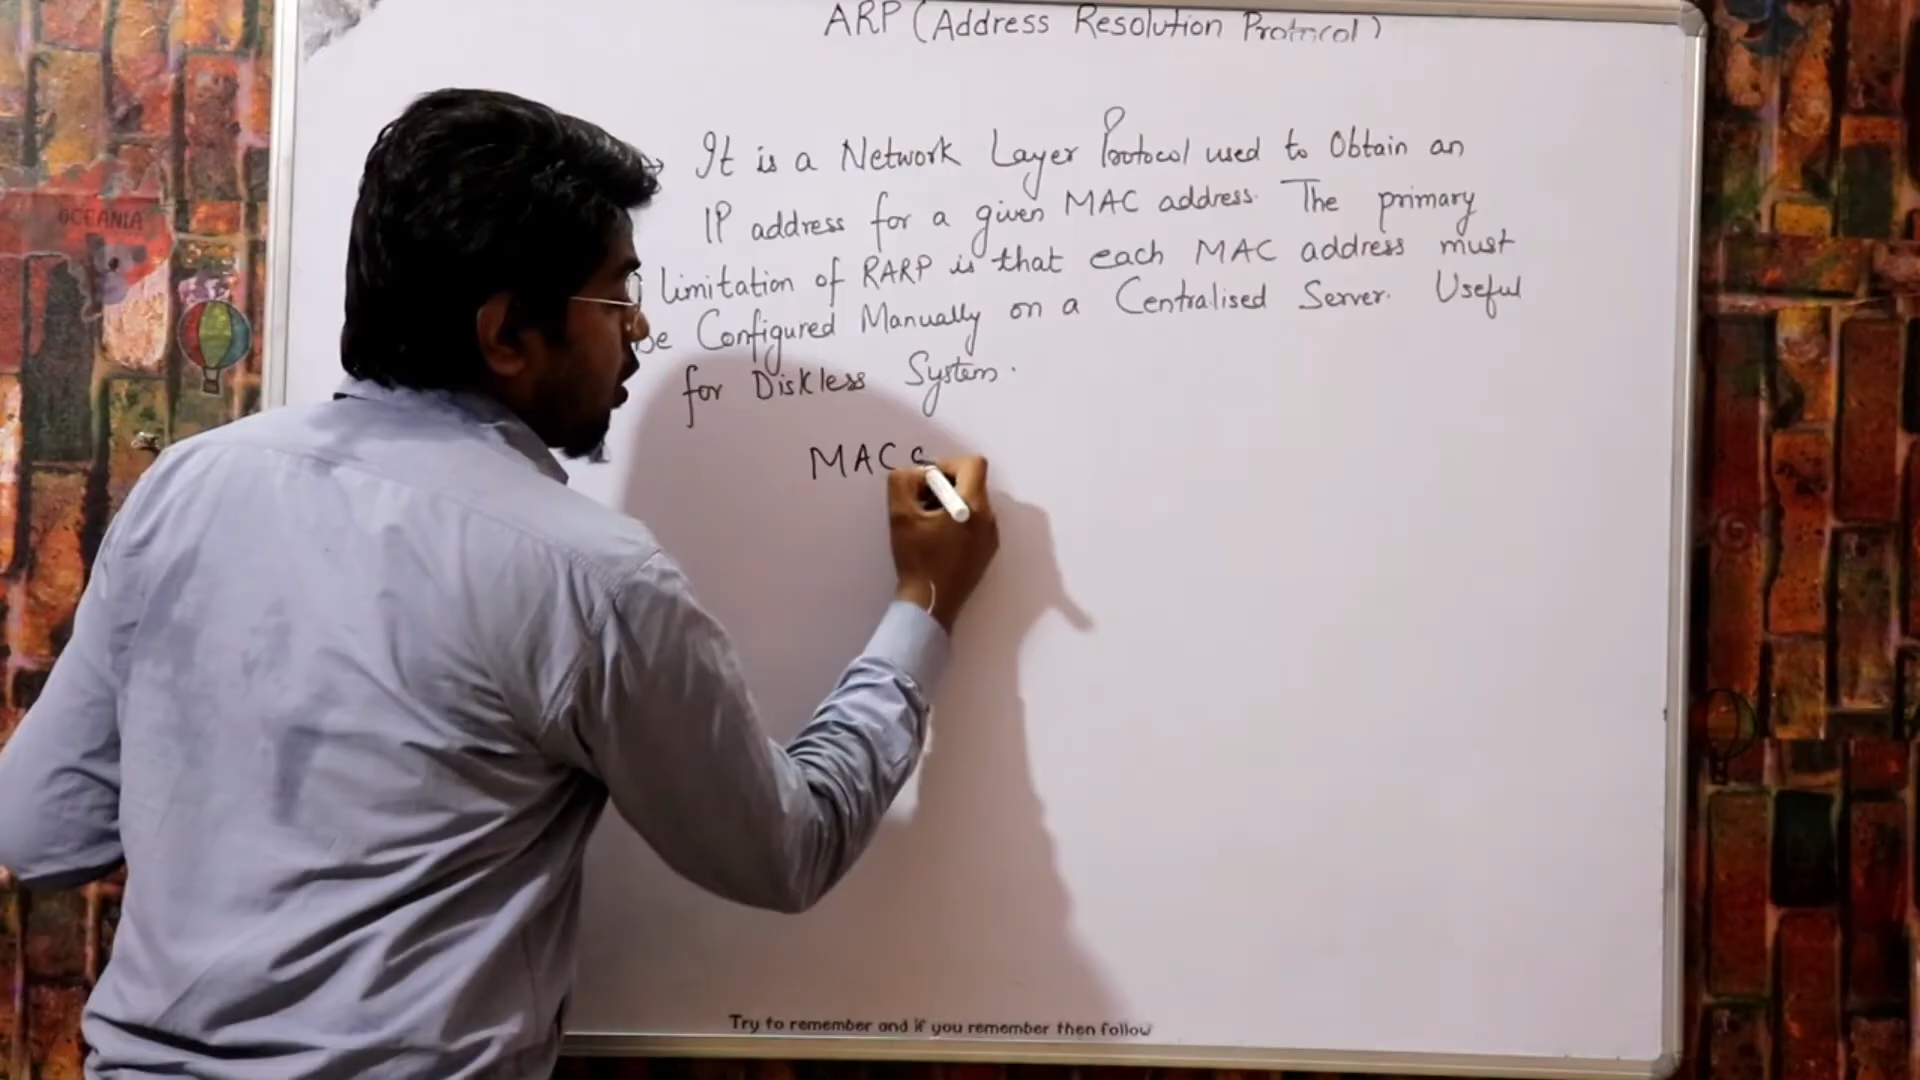 ARP (Address Resolution Protocol)
It is a Network Layer Protocol used to Obtain an
IP address for a given MAC address. The primary
limitation of RARP is that each MAC address must
be Configured Manually on a Centralised Server. Useful
for Diskless System.
MAC
OCEANIA
Try to remember and if you remember then follow